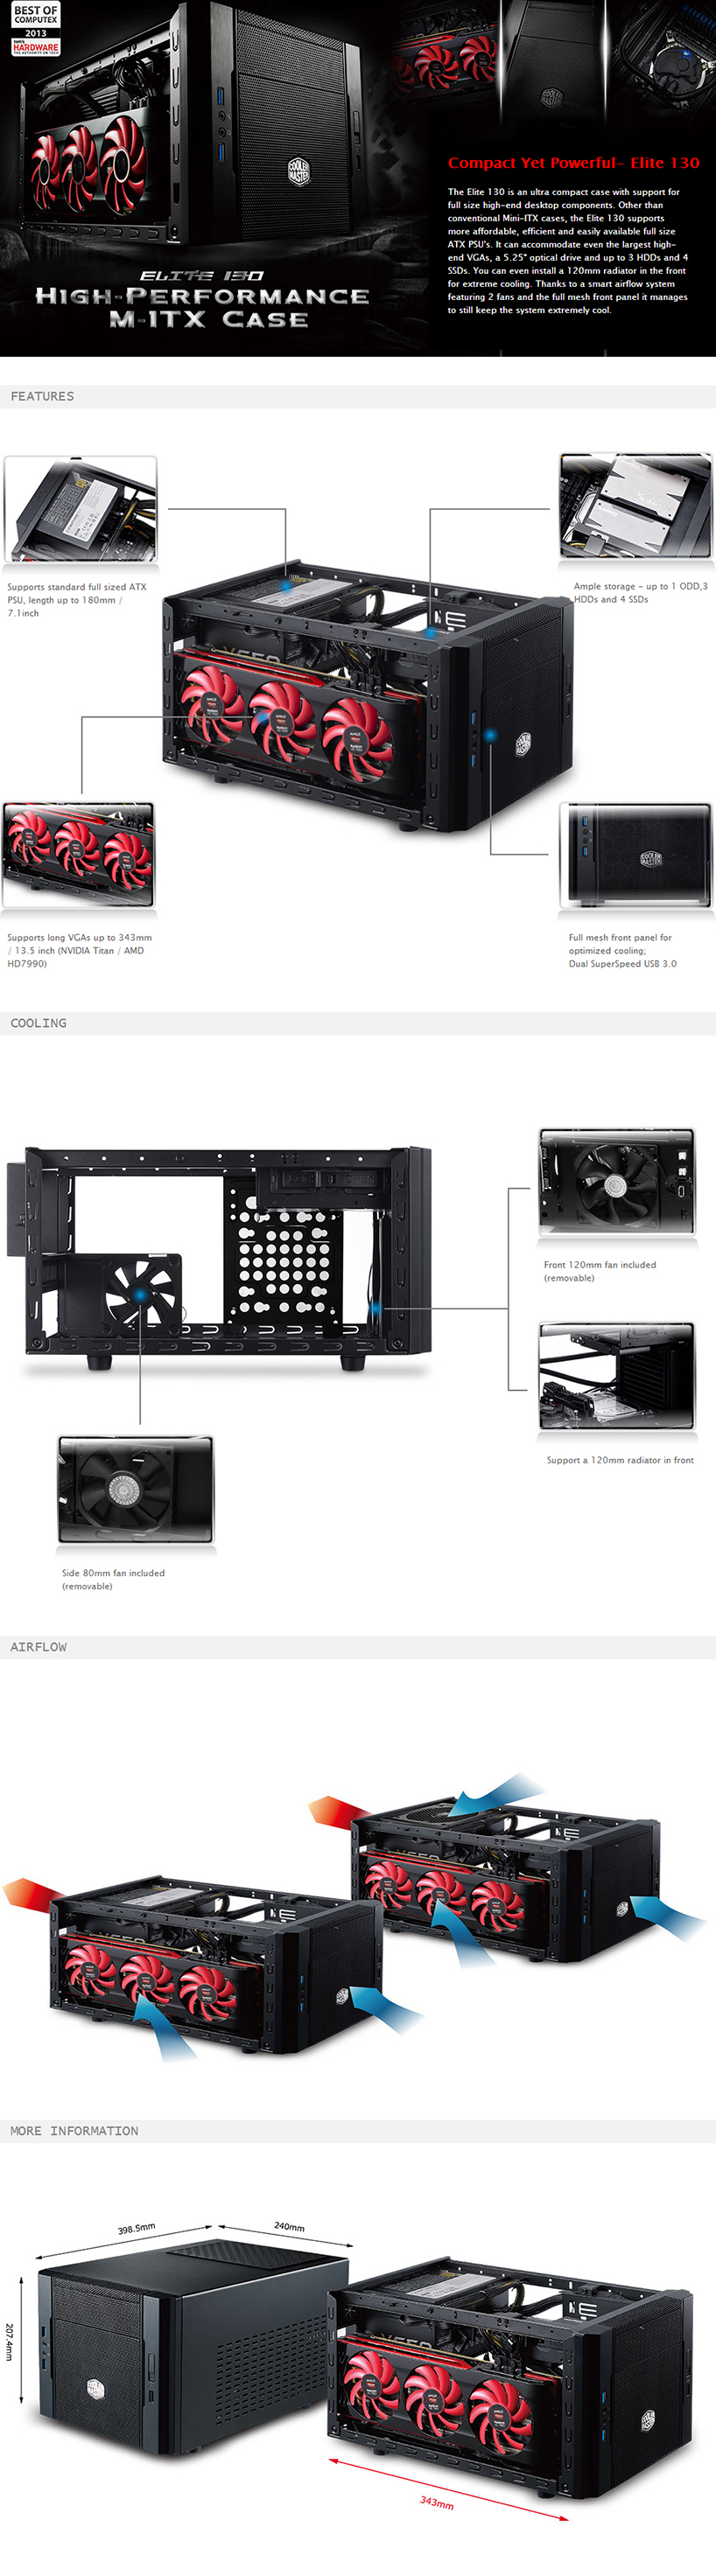 BEST OF
COMPUTEX
2013
tom's
HARDWARE
THE AUTHORITY ON TECH
COOLER
MASTER
ELITE 130
HIGH-PERFORMANCE
M-ITX CASE
Compact Yet Powerful- Elite 130
The Elite 130 is an ultra compact case with support for
full size high-end desktop components. Other than
conventional Mini-ITX cases, the Elite 130 supports
more affordable, efficient and easily available full size
ATX PSU's. It can accommodate even the largest high-
end VGAs, a 5.25" optical drive and up to 3 HDDs and 4
SSDs. You can even install a 120mm radiator in the front
for extreme cooling. Thanks to a smart airflow system
featuring 2 fans and the full mesh front panel it manages
to still keep the system extremely cool.
FEATURES
Supports standard full sized ATX
PSU, length up to 180mm /
7.1inch
Ample storage - up to 1 ODD,3
HDDs and 4 SSDs
Supports long VGAs up to 343mm
/ 13.5 inch (NVIDIA Titan / AMD
HD7990)
COOLER
MASTER
Full mesh front panel for
optimized cooling;
Dual SuperSpeed USB 3.0
COOLING
Front 120mm fan included
(removable)
Support a 120mm radiator in front
Side 80mm fan included
(removable)
AIRFLOW
MORE INFORMATION
398.5mm
240mm
207.4mm
343mm